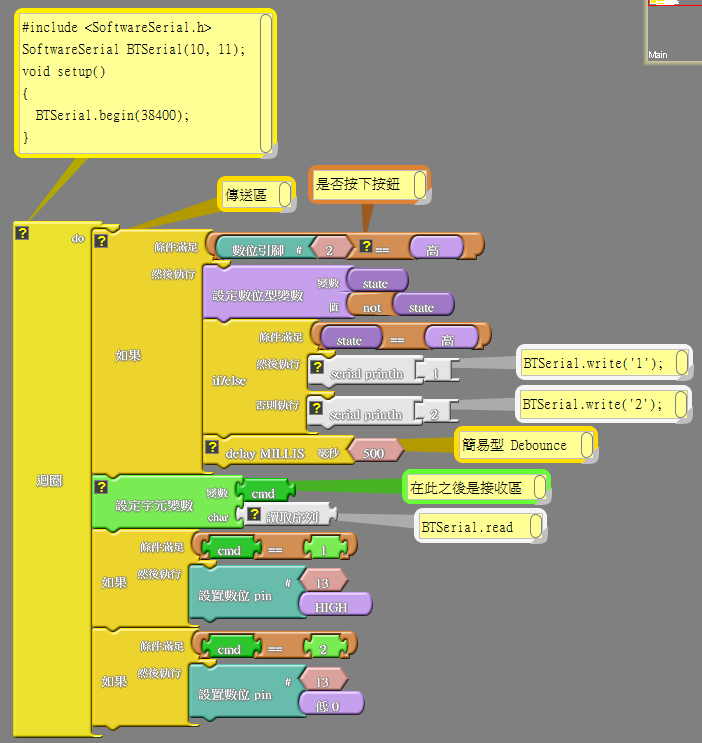 #include <SoftwareSerial.h>
SoftwareSerial BTSerial(10, 11);
void setup()
{
BTSerial.begin(38400);
}
Main
傳送區
是否按下按鈕
? do
? 條件滿足 數位引腳 # 2 ? == 高
然後執行 設定數位型變數 變數 state
值 not state
如果
條件滿足 state == 高
if/else
然後執行 ? serial println 1
BTSerial.write('1');
否則執行 ? serial println 2
BTSerial.write('2');
? delay MILLIS 毫秒 500
簡易型 Debounce
迴圈
? 設定字元變數 變數 cmd
在此之後是接收區
char ? 讀取序列
BTSerial.read
條件滿足 cmd == 1
如果 然後執行
設置數位 pin # 13
HIGH
條件滿足 cmd == 2
如果 然後執行
設置數位 pin # 13
低 0